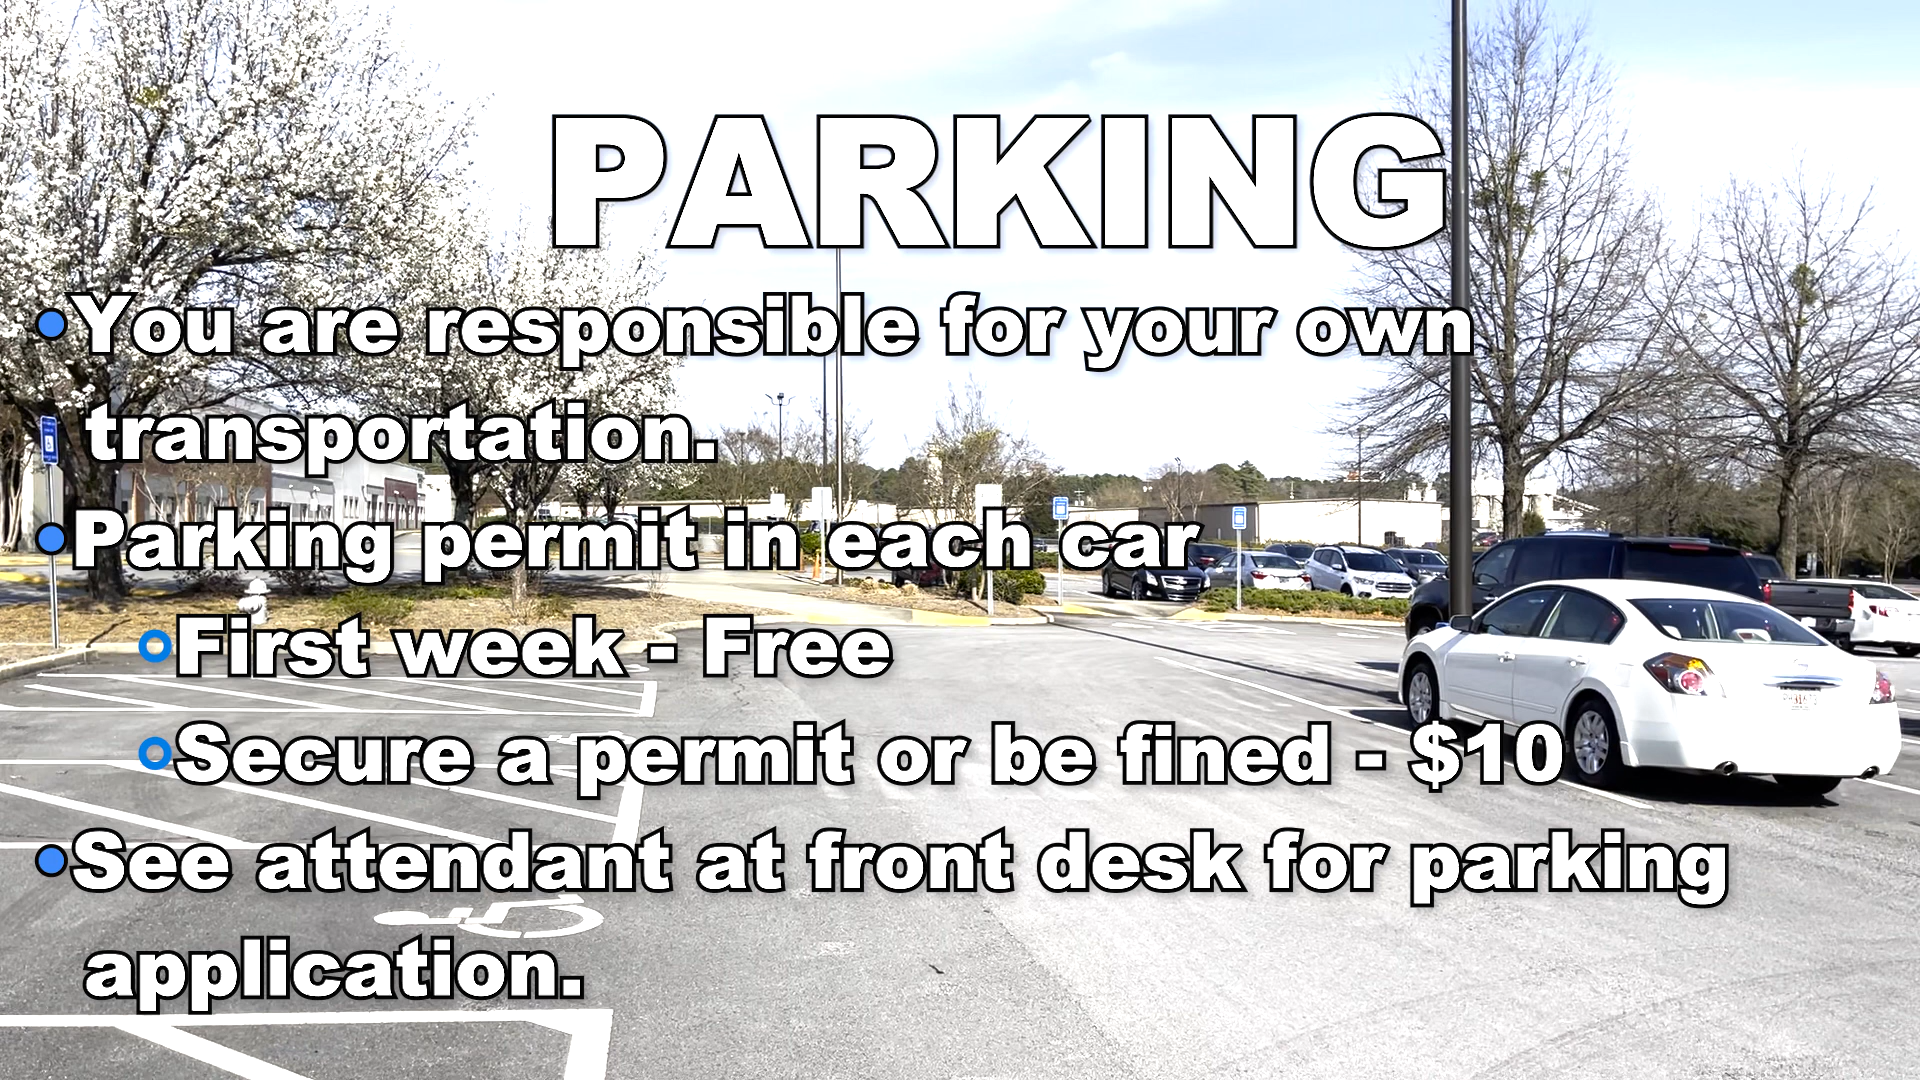 PARKING
•You are responsible for your own
transportation.
•Parking permit in each car
First week - Free
Secure a permit or be fined - $10
•See attendant at front desk for parking
application.